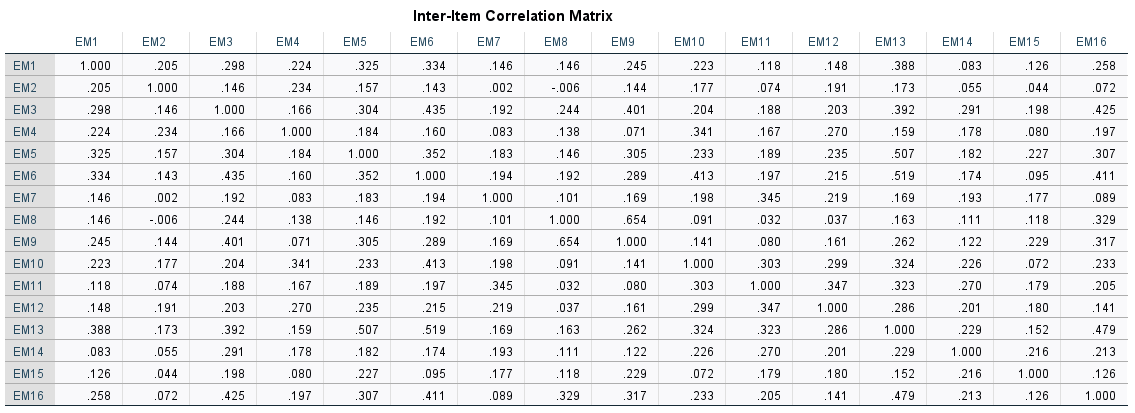 Inter-Item Correlation Matrix
EM1 EM2 EM3 EM4 EM5 EM6 EM7 EM8 EM9 EM10 EM11 EM12 EM13 EM14 EM15 EM16
EM1 1.000 .205 .298 .224 .325 .334 .146 .146 .245 .223 .118 .148 .388 .083 .126 .258
EM2 .205 1.000 .146 .234 .157 .143 .002 -.006 .144 .177 .074 .191 .173 .055 .044 .072
EM3 .298 .146 1.000 .166 .304 .435 .192 .244 .401 .204 .188 .203 .392 .291 .198 .425
EM4 .224 .234 .166 1.000 .184 .160 .083 .138 .071 .341 .167 .270 .159 .178 .080 .197
EM5 .325 .157 .304 .184 1.000 .352 .183 .146 .305 .233 .189 .235 .507 .182 .227 .307
EM6 .334 .143 .435 .160 .352 1.000 .194 .192 .289 .413 .197 .215 .519 .174 .095 .411
EM7 .146 .002 .192 .083 .183 .194 1.000 .101 .169 .198 .345 .219 .169 .193 .177 .089
EM8 .146 -.006 .244 .138 .146 .192 .101 1.000 .654 .091 .032 .037 .163 .111 .118 .329
EM9 .245 .144 .401 .071 .305 .289 .169 .654 1.000 .141 .080 .161 .262 .122 .229 .317
EM10 .223 .177 .204 .341 .233 .413 .198 .091 .141 1.000 .303 .299 .324 .226 .072 .233
EM11 .118 .074 .188 .167 .189 .197 .345 .032 .080 .303 1.000 .347 .323 .270 .179 .205
EM12 .148 .191 .203 .270 .235 .215 .219 .037 .161 .299 .347 1.000 .286 .201 .180 .141
EM13 .388 .173 .392 .159 .507 .519 .169 .163 .262 .324 .323 .286 1.000 .229 .152 .479
EM14 .083 .055 .291 .178 .182 .174 .193 .111 .122 .226 .270 .201 .229 1.000 .216 .213
EM15 .126 .044 .198 .080 .227 .095 .177 .118 .229 .072 .179 .180 .152 .216 1.000 .126
EM16 .258 .072 .425 .197 .307 .411 .089 .329 .317 .233 .205 .141 .479 .213 .126 1.000